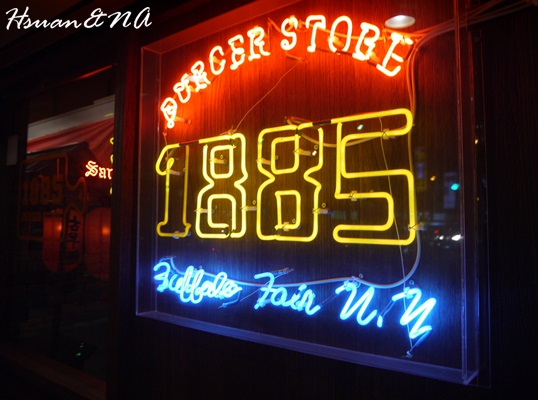 Hsuan & NA
BURGER STORE
1885
Buffalo Fair N.Y